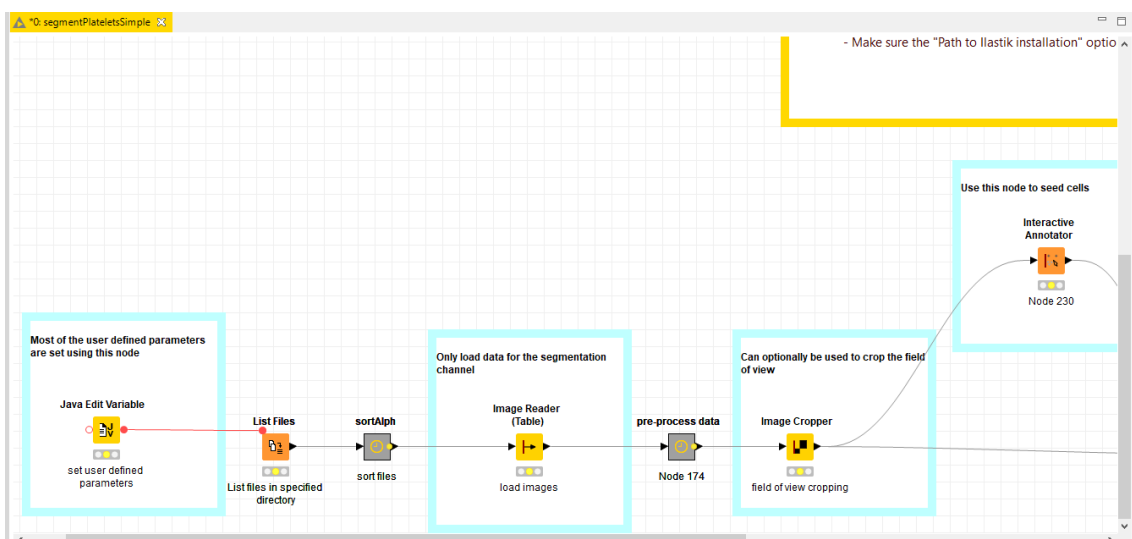 *0: segmentPlateletsSimple
- Make sure the "Path to Ilastik installation" optio
Use this node to seed cells
Interactive
Annotator
Node 230
Most of the user defined parameters
are set using this node
Java Edit Variable
set user defined
parameters
List Files
List files in specified
directory
sortAlph
sort files
Only load data for the segmentation
channel
Image Reader
(Table)
load images
pre-process data
Node 174
Can optionally be used to crop the field
of view
Image Cropper
field of view cropping